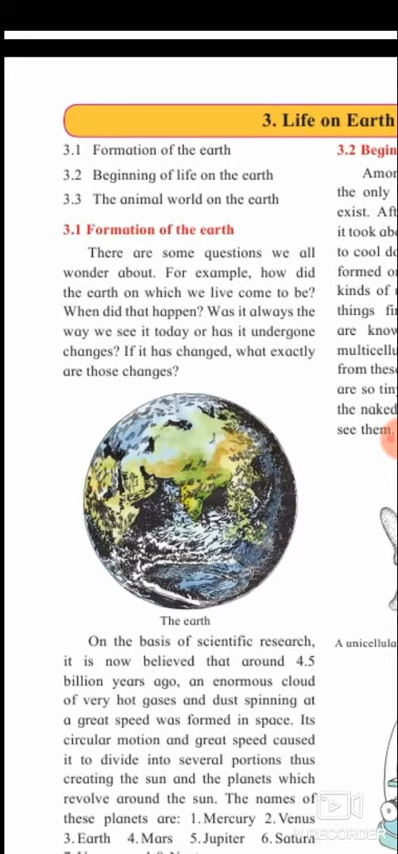 3. Life on Earth
3.1 Formation of the earth
3.2 Beginning of life on the earth
3.3 The animal world on the earth
3.1 Formation of the earth
There are some questions we all
wonder about. For example, how did
the earth on which we live come to be?
When did that happen? Was it always the
way we see it today or has it undergone
changes? If it has changed, what exactly
are those changes?
The earth
On the basis of scientific research,
it is now believed that around 4.5
billion years ago, an enormous cloud
of very hot gases and dust spinning at
a great speed was formed in space. Its
circular motion and great speed caused
it to divide into several portions thus
creating the sun and the planets which
revolve around the sun. The names of
these planets are: 1.Mercury 2.Venus
3.Earth 4.Mars 5.Jupiter 6.Saturn
3.2 Begin
Amon
the only
exist. Aft
it took abo
to cool do
formed o
kinds of
things fi
are know
multicellu
from these
are so tin
the naked
see them.
A unicellula
V RECORDER